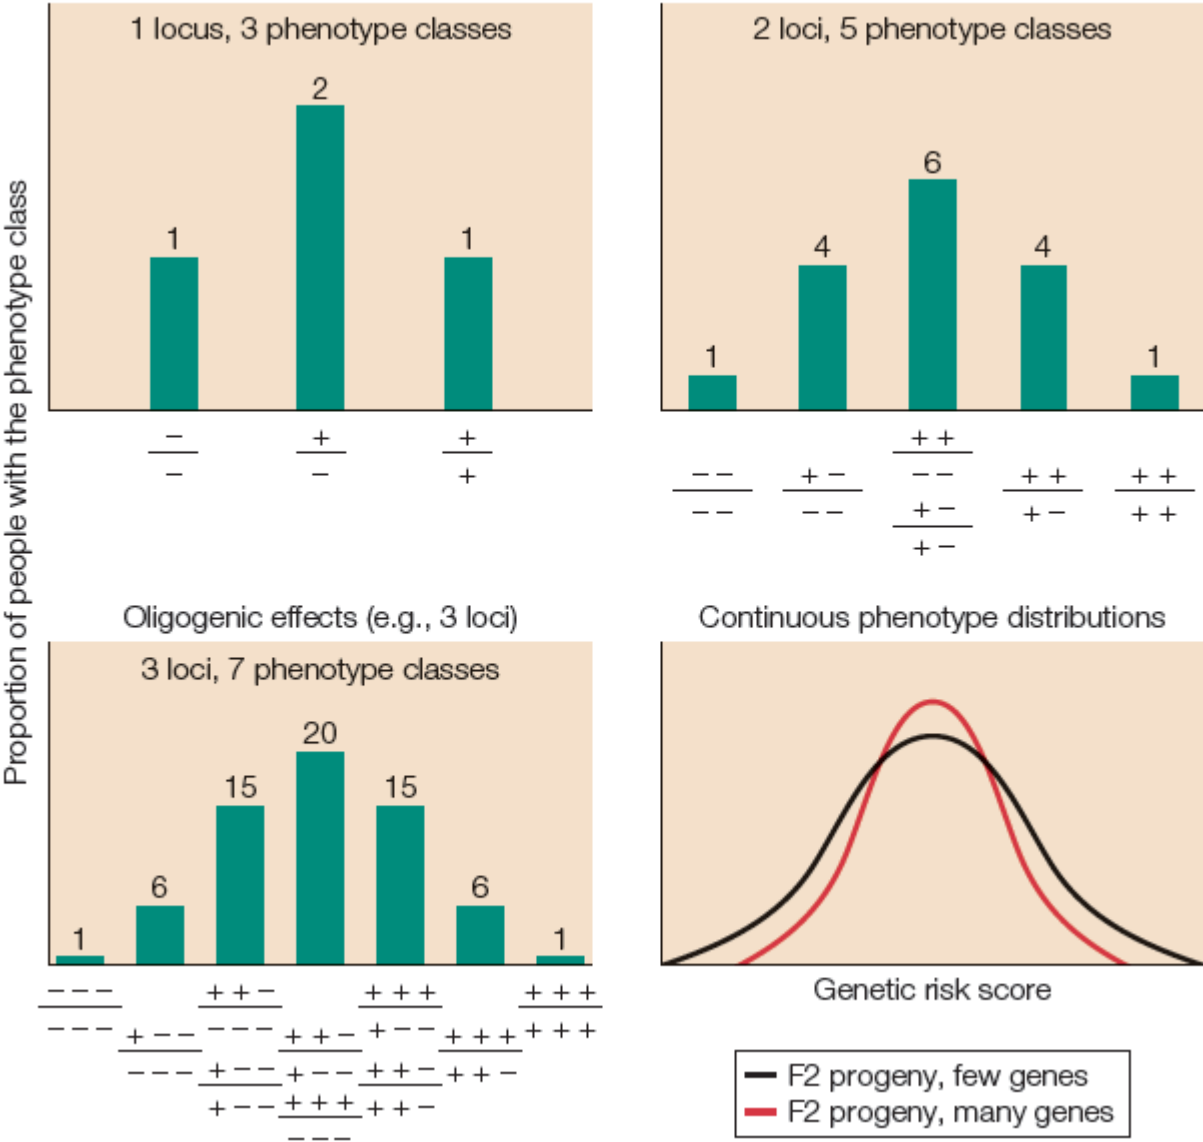 Proportion of people with the phenotype class
1 locus, 3 phenotype classes
1
2
1
−
−
+
−
+
+
2 loci, 5 phenotype classes
1
4
6
4
1
− −
− −
+ −
− −
+ +
− −
+ −
+ −
+ +
+ −
+ +
+ +
Oligogenic effects (e.g., 3 loci)
3 loci, 7 phenotype classes
1
6
15
20
15
6
1
− − −
− − −
+ − −
− − −
+ + −
− − −
+ − −
+ − −
+ + −
+ − −
+ + +
− − −
+ + +
+ − −
+ + −
+ + −
+ + +
+ + −
+ + +
+ + +
Continuous phenotype distributions
Genetic risk score
F2 progeny, few genes
F2 progeny, many genes